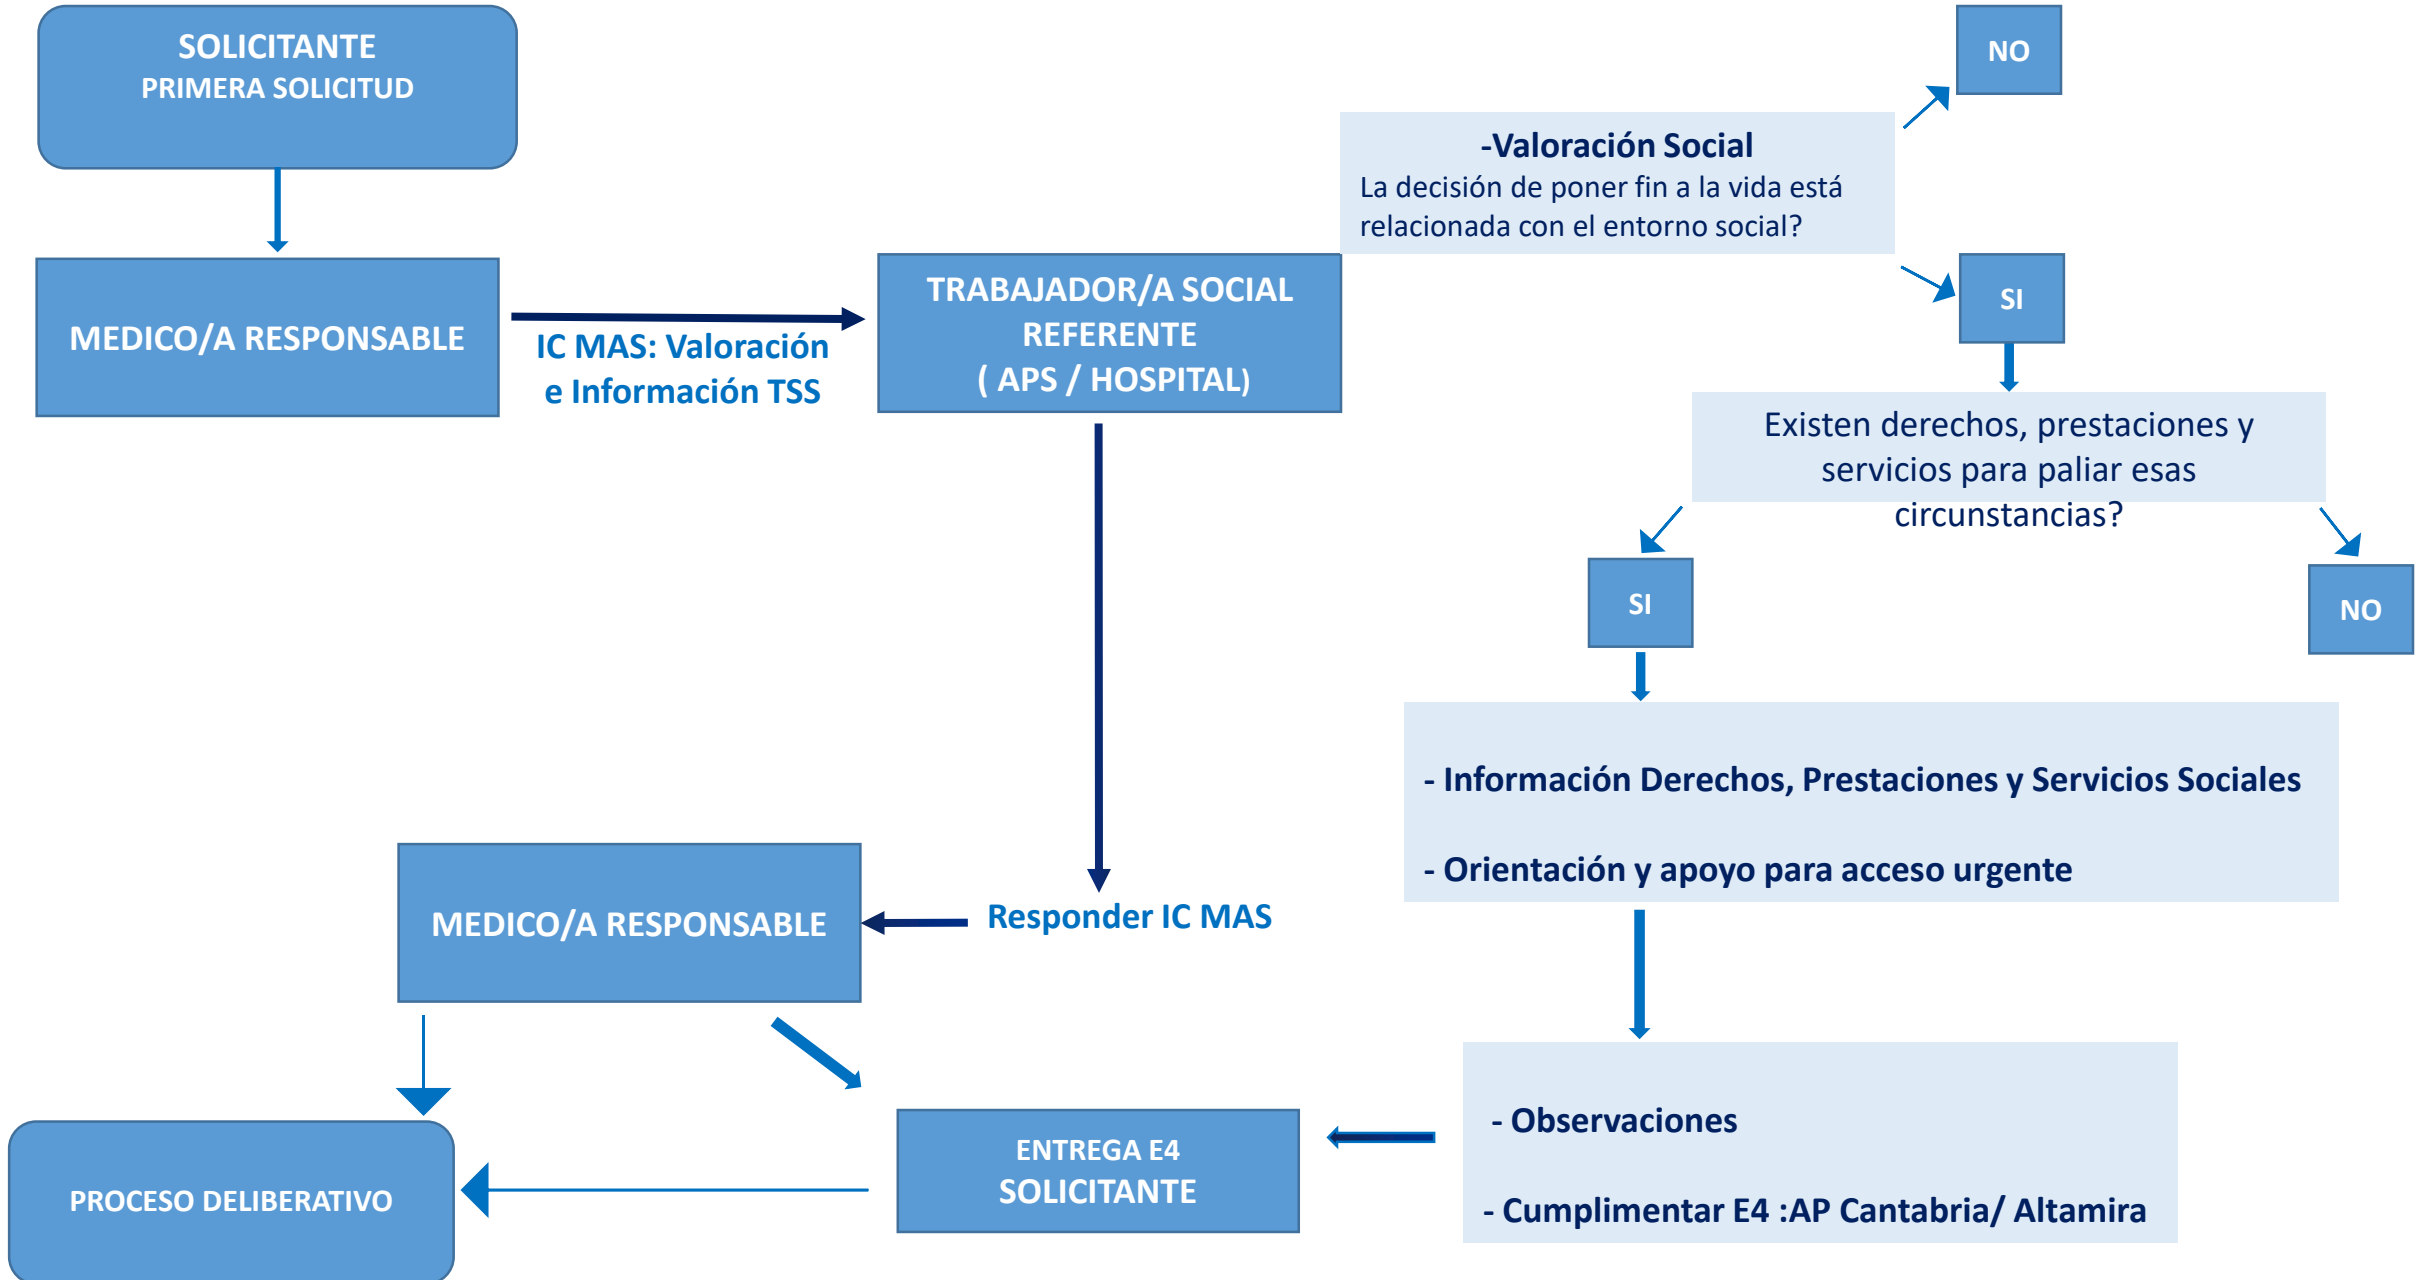 SOLICITANTE
PRIMERA SOLICITUD
NO
-Valoración Social
La decisión de poner fin a la vida está
relacionada con el entorno social?
MEDICO/A RESPONSABLE
IC MAS: Valoración
e Información TSS
TRABAJADOR/A SOCIAL
REFERENTE
( APS / HOSPITAL)
SI
Existen derechos, prestaciones y
servicios para paliar esas
circunstancias?
SI
NO
- Información Derechos, Prestaciones y Servicios Sociales
- Orientación y apoyo para acceso urgente
MEDICO/A RESPONSABLE
Responder IC MAS
- Observaciones
- Cumplimentar E4 :AP Cantabria/ Altamira
ENTREGA E4
SOLICITANTE
PROCESO DELIBERATIVO